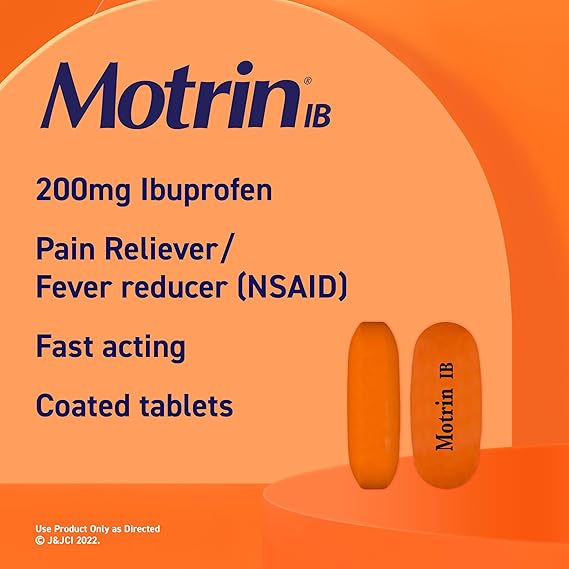 Motrin® IB
200mg Ibuprofen
Pain Reliever/
Fever reducer (NSAID)
Fast acting
Coated tablets
Motrin IB
Use Product Only as Directed
© J&JCI 2022.